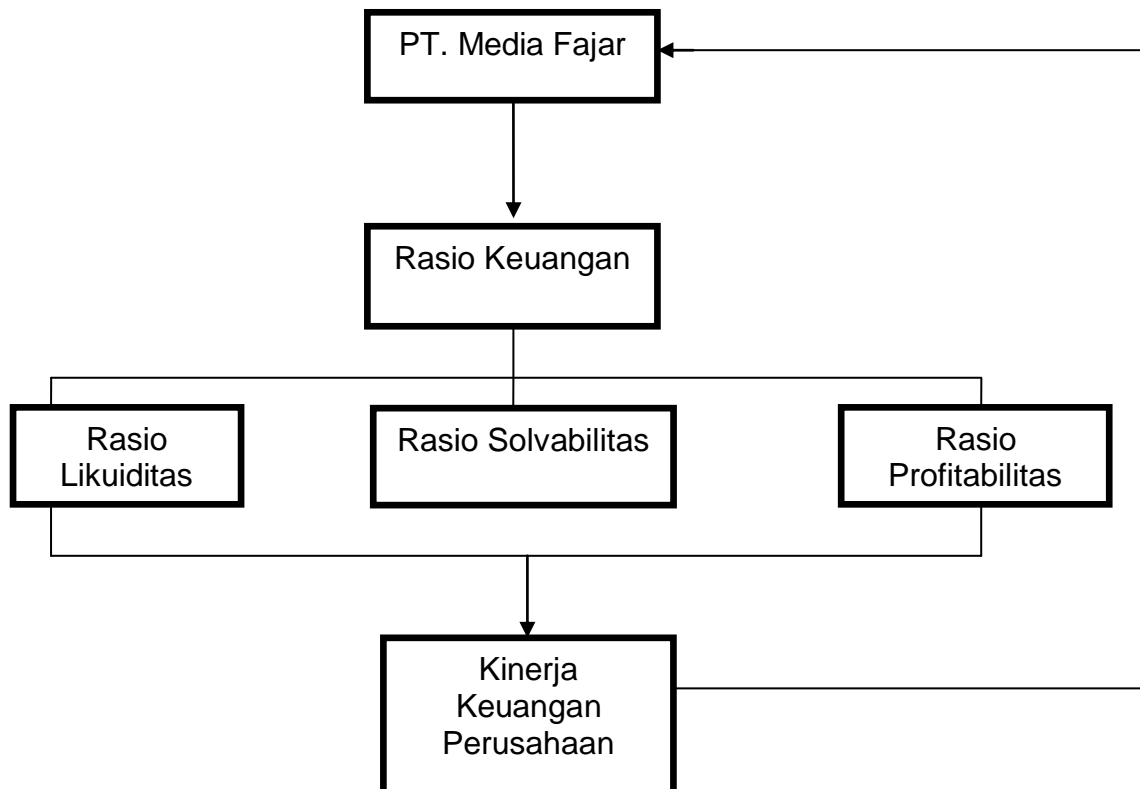 PT. Media Fajar
Rasio Keuangan
Rasio
Likuiditas
Rasio Solvabilitas
Rasio
Profitabilitas
Kinerja
Keuangan
Perusahaan